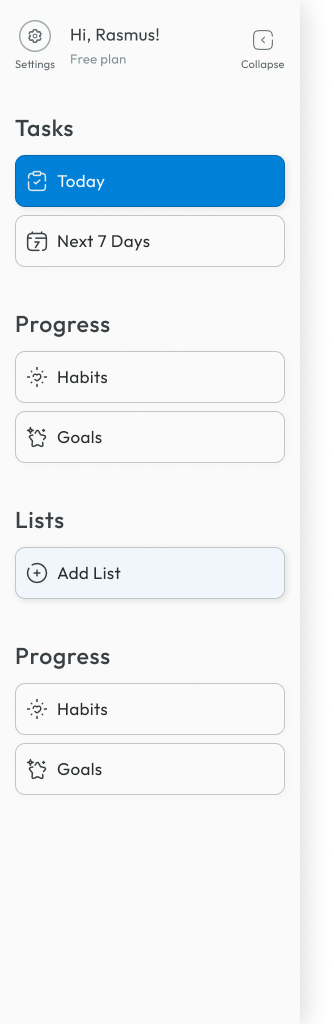 Hi, Rasmus!
Free plan
Settings
Collapse
Tasks
Today
7
Next 7 Days
Progress
Habits
Goals
Lists
Add List
Progress
Habits
Goals